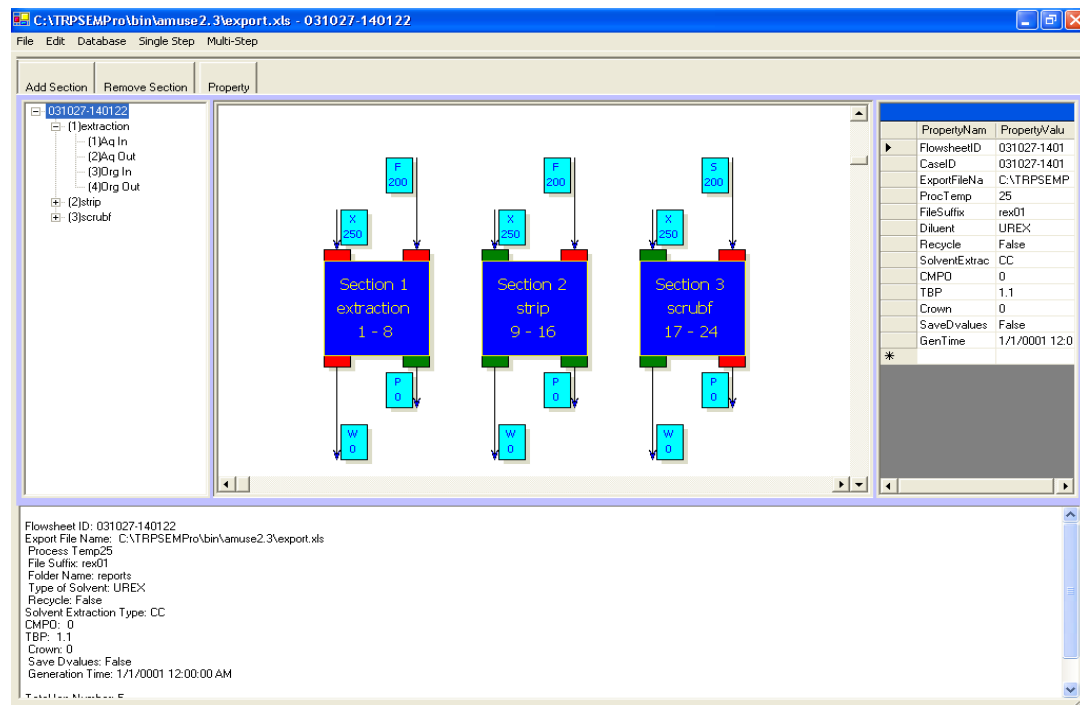 C:\TRPSEMPro\bin\amuse2.3\export.xls - 031027-140122
File Edit Database Single Step Multi-Step
Add Section Remove Section Property
031027-140122
(1)extraction
(1)Aq In
(2)Aq Out
(3)Org In
(4)Org Out
(2)strip
(3)scrubf
F
200
F
200
S
200
X
250
X
250
X
250
Section 1
extraction
1 - 8
Section 2
strip
9 - 16
Section 3
scrubf
17 - 24
P
0
P
0
P
0
W
0
W
0
W
0
PropertyNam PropertyValu
FlowsheetID 031027-1401
CaseID 031027-1401
ExportFileNa C:\TRPSEMP
ProcTemp 25
FileSuffix rex01
Diluent UREX
Recycle False
SolventExtrac CC
CMPO 0
TBP 1.1
Crown 0
SaveDvalues False
GenTime 1/1/0001 12:0
Flowsheet ID: 031027-140122
Export File Name: C:\TRPSEMPro\bin\amuse2.3\export.xls
Process Temp25
File Suffix: rex01
Folder Name: reports
Type of Solvent: UREX
Recycle: False
Solvent Extraction Type: CC
CMPO: 0
TBP: 1.1
Crown: 0
Save Dvalues: False
Generation Time: 1/1/0001 12:00:00 AM